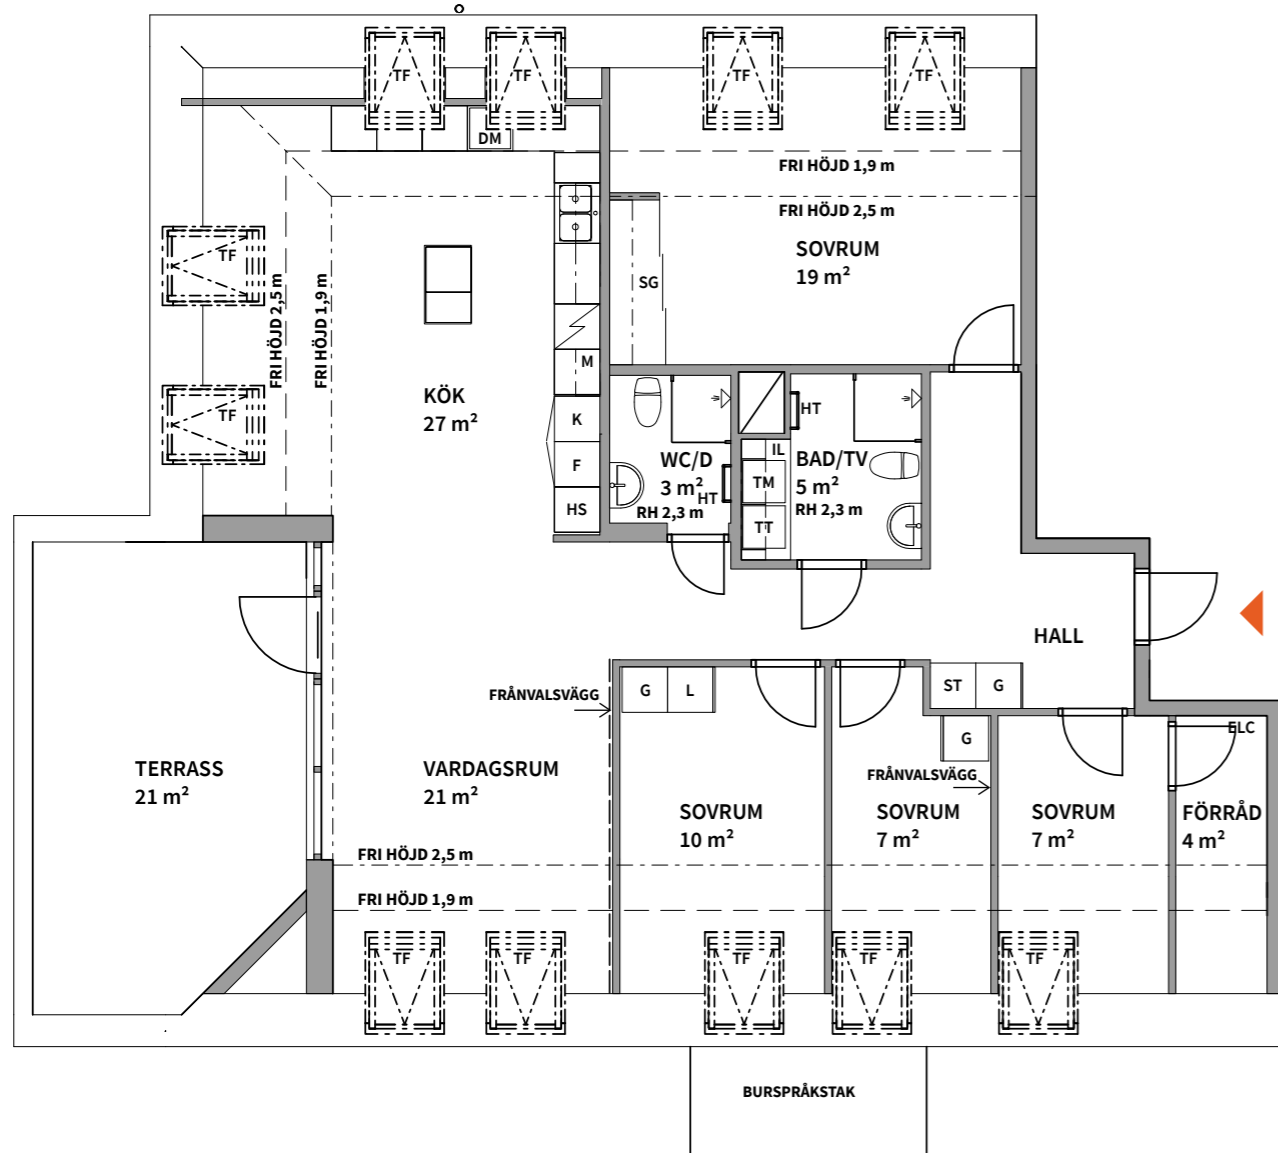 TF
TF
TF
TF
DM
FRI HÖJD 1,9 m
FRI HÖJD 2,5 m
SOVRUM
19 m²
TF
SG
FRI HÖJD 2,5 m
FRI HÖJD 1,9 m
M
KÖK
27 m²
TF
K
F
HS
HT
WC/D
3 m²
HT
RH 2,3 m
IL
TM
TT
BAD/TV
5 m²
RH 2,3 m
HALL
G
L
ST
G
FRÅNVALSVÄGG
G
ELC
TERRASS
21 m²
VARDAGSRUM
21 m²
FRÅNVALSVÄGG
SOVRUM
10 m²
SOVRUM
7 m²
SOVRUM
7 m²
FÖRRÅD
4 m²
FRI HÖJD 2,5 m
FRI HÖJD 1,9 m
TF
TF
TF
TF
TF
BURSPRÅKSTAK